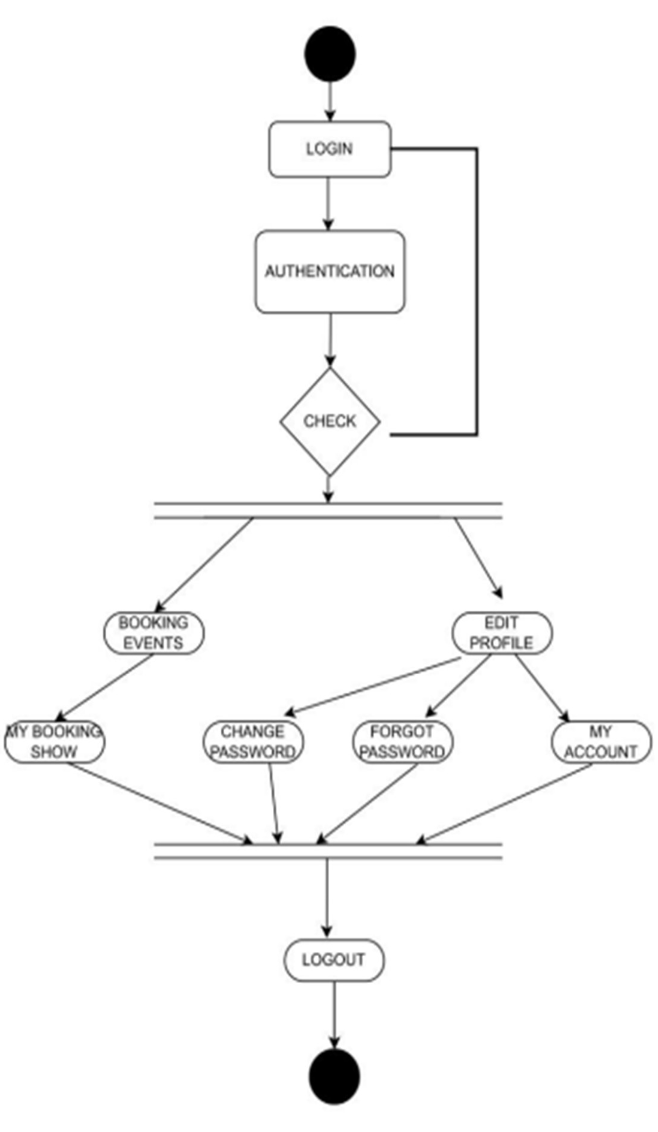 LOGIN
AUTHENTICATION
CHECK
BOOKING
EVENTS
EDIT
PROFILE
MY BOOKING
SHOW
CHANGE
PASSWORD
FORGOT
PASSWORD
MY
ACCOUNT
LOGOUT